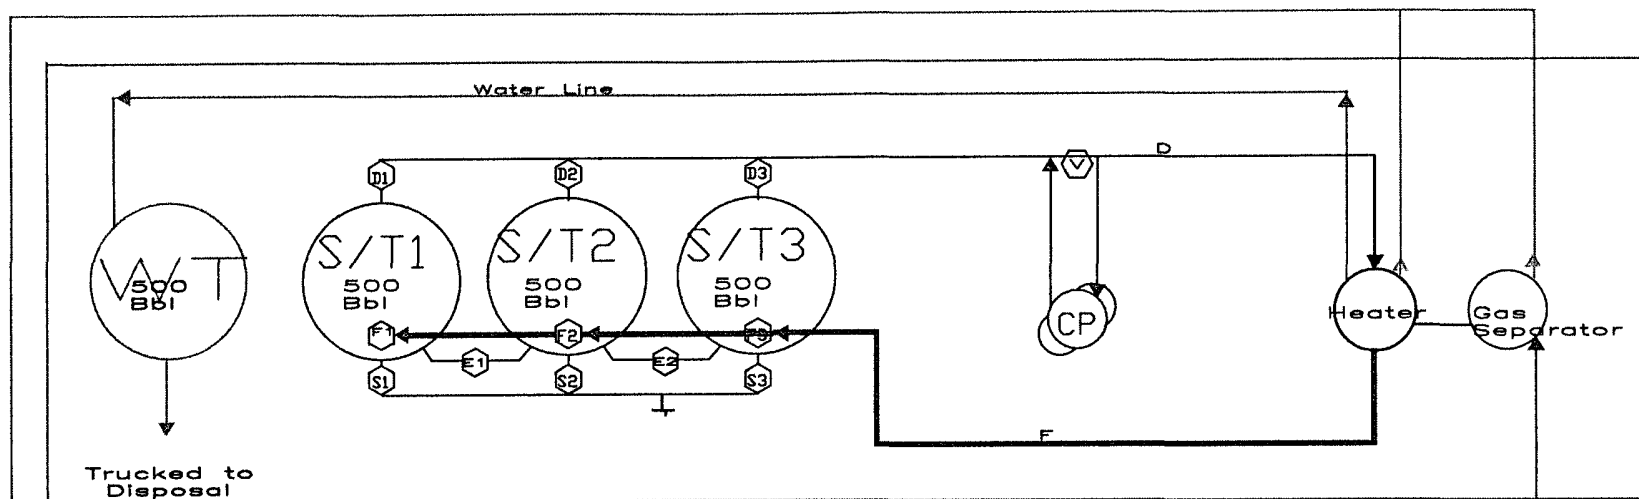 Water Line
D
V
D1
D2
D3
S/T1
500
Bbl
S/T2
500
Bbl
S/T3
500
Bbl
WT
500
Bbl
CP
Heater
Gas
Separator
F1
F2
F3
E1
E2
S1
S2
S3
F
Trucked to
Disposal